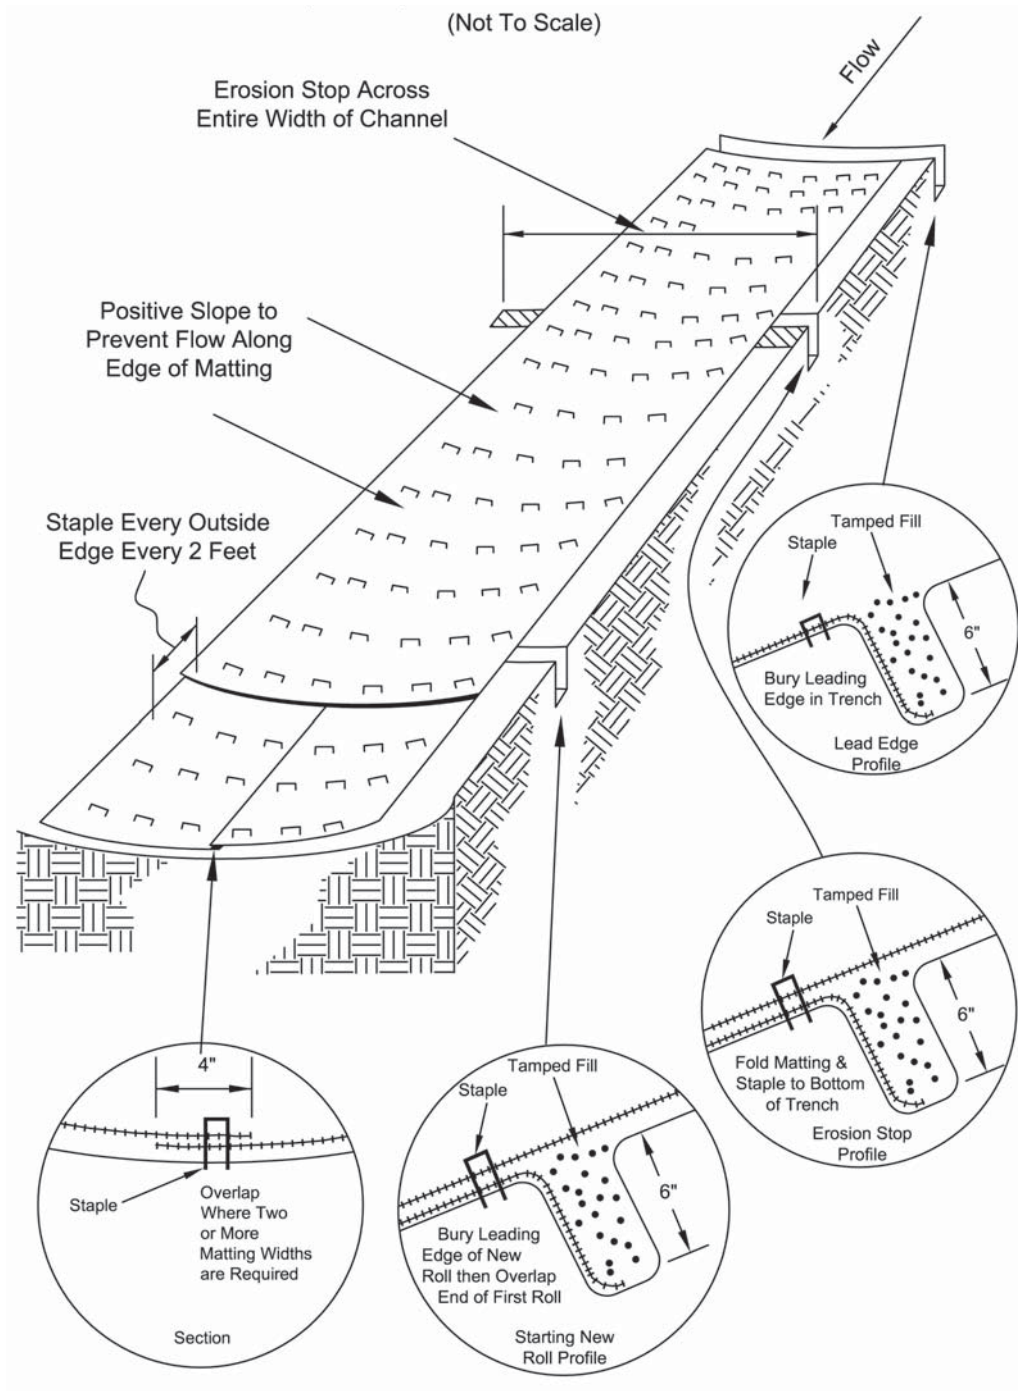 (Not To Scale)
Flow
Erosion Stop Across
Entire Width of Channel
Positive Slope to
Prevent Flow Along
Edge of Matting
Staple Every Outside
Edge Every 2 Feet
Tamped Fill
Staple
6"
Bury Leading
Edge in Trench
Lead Edge
Profile
Tamped Fill
Staple
6"
Fold Matting &
Staple to Bottom
of Trench
Erosion Stop
Profile
4"
Staple
Overlap
Where Two
or More
Matting Widths
are Required
Section
Tamped Fill
Staple
6"
Bury Leading
Edge of New
Roll then Overlap
End of First Roll
Starting New
Roll Profile